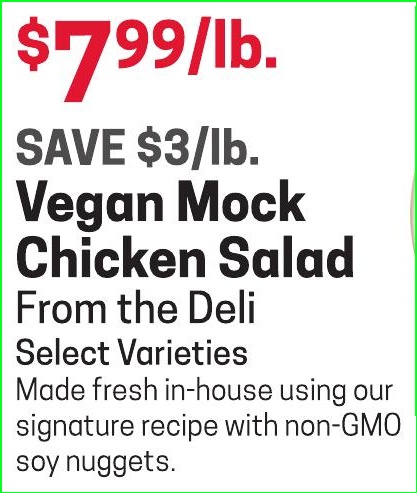 $7.99/lb.
SAVE $3/lb.
Vegan Mock
Chicken Salad
From the Deli
Select Varieties
Made fresh in-house using our
signature recipe with non-GMO
soy nuggets.